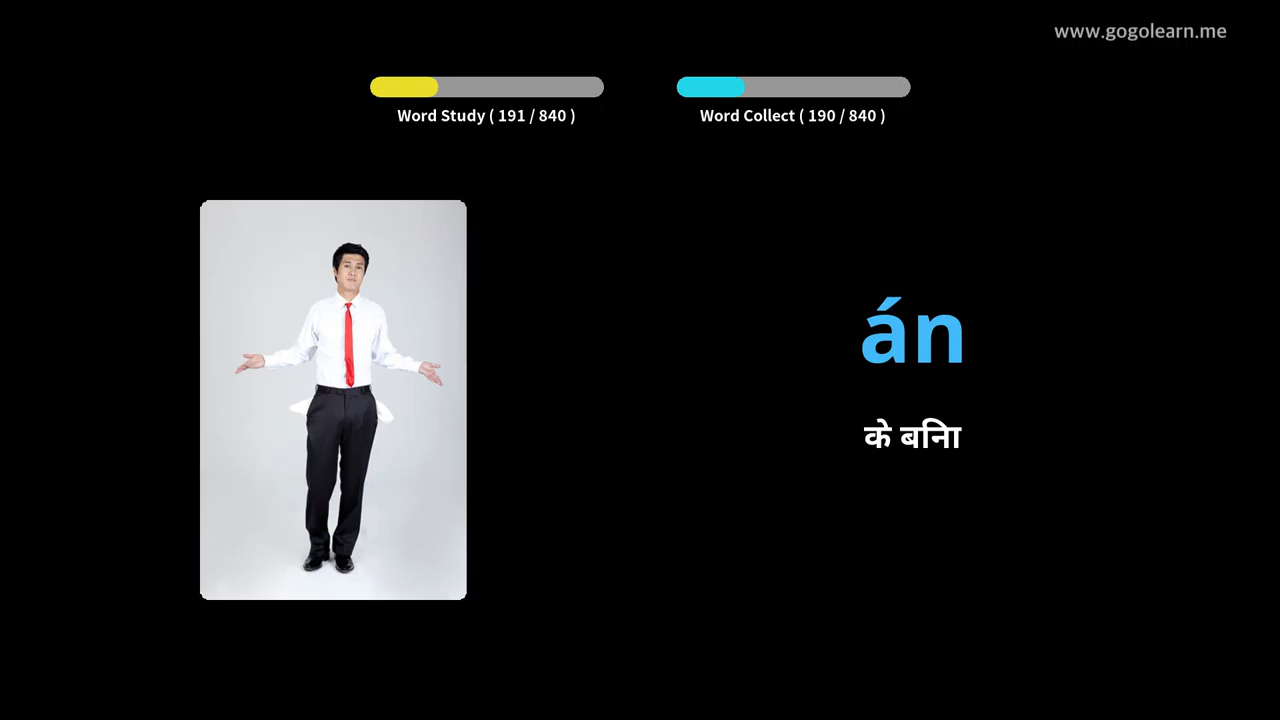 www.gogolearn.me
Word Study ( 191 / 840 )
Word Collect ( 190 / 840 )
án
के बिना